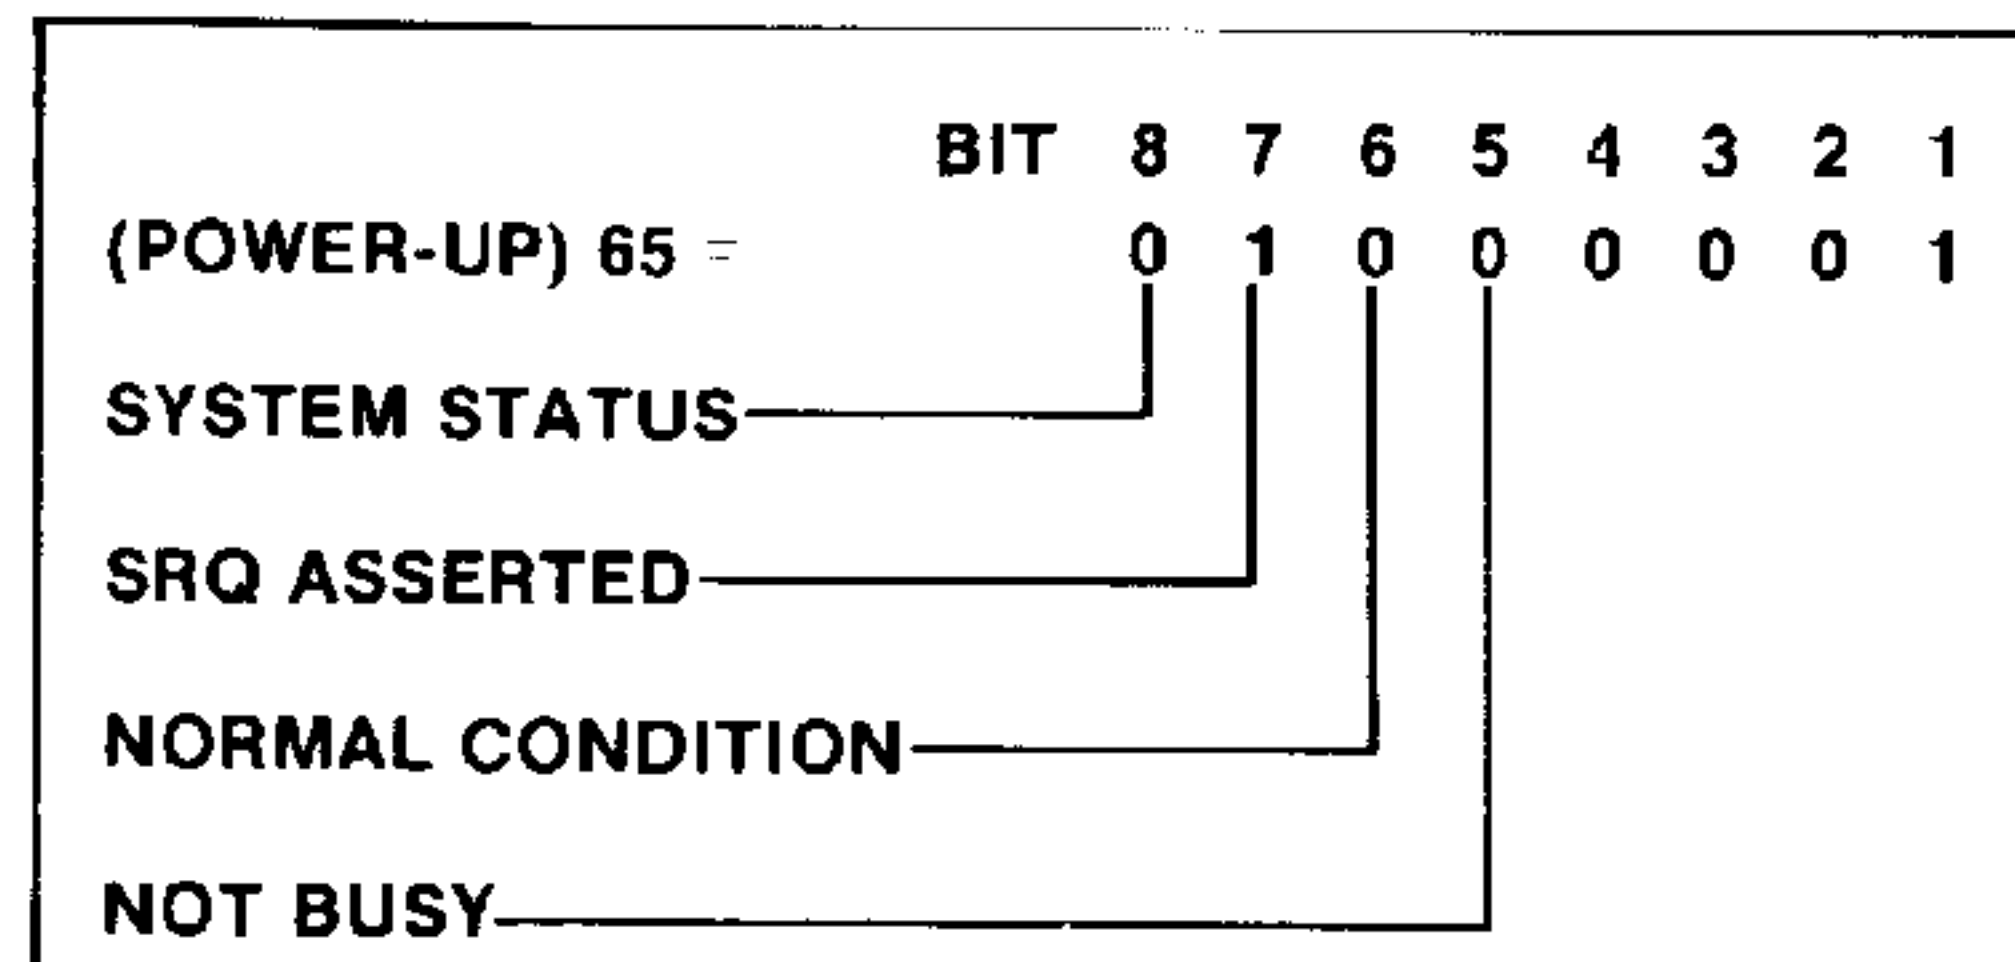 BIT 8 7 6 5 4 3 2 1
(POWER-UP) 65 = 0 1 0 0 0 0 0 1
SYSTEM STATUS
SRQ ASSERTED
NORMAL CONDITION
NOT BUSY